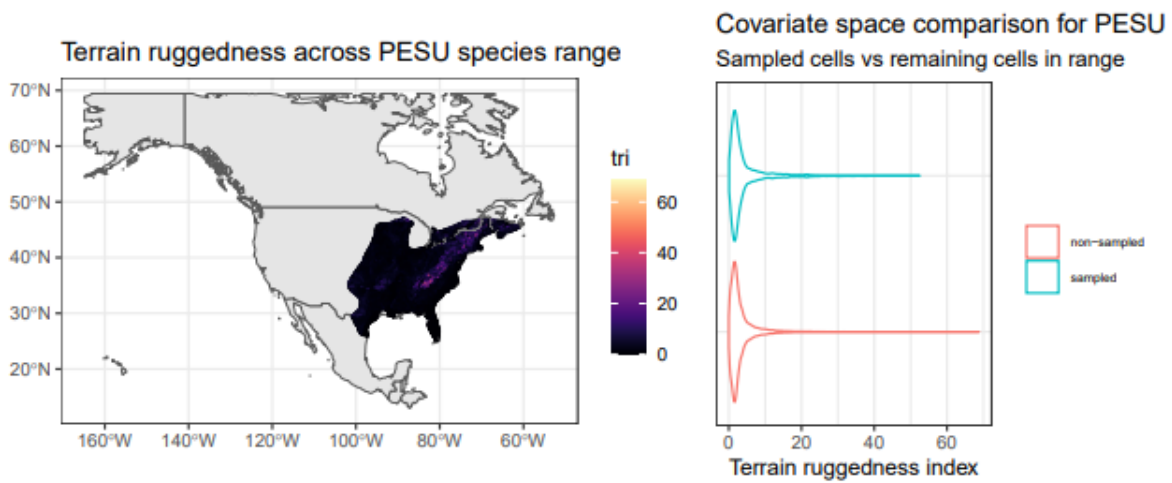 Terrain ruggedness across PESU species range
70°N
60°N
50°N
40°N
30°N
20°N
160°W
140°W
120°W
100°W
80°W
60°W
tri
60
40
20
0
Covariate space comparison for PESU
Sampled cells vs remaining cells in range
0
20
40
60
Terrain ruggedness index
non-sampled
sampled